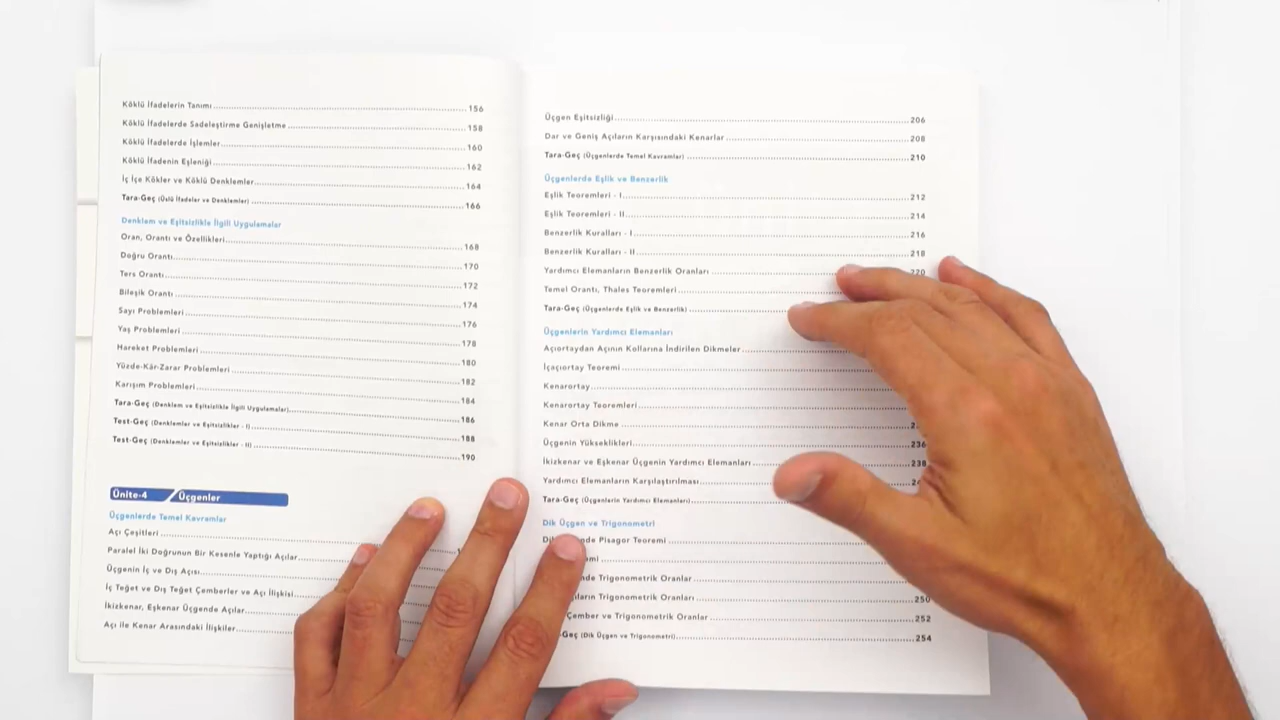 Köklü İfadelerin Tanımı 156
Köklü İfadelerde Sadeleştirme Genişletme 158
Köklü İfadelerde İşlemler 160
Köklü İfadenin Eşleniği 162
İç İçe Kökler ve Köklü Denklemler 164
Tara-Geç (Üslü İfadeler ve Denklemler) 166
Denklem ve Eşitsizlikle İlgili Uygulamalar
Oran, Orantı ve Özellikleri 168
Doğru Orantı 170
Ters Orantı 172
Bileşik Orantı 174
Sayı Problemleri 176
Yaş Problemleri 178
Hareket Problemleri 180
Yüzde-Kâr-Zarar Problemleri 182
Karışım Problemleri 184
Tara-Geç (Denklem ve Eşitsizlikle İlgili Uygulamalar) 186
Test-Geç (Denklemler ve Eşitsizlikler - I) 188
Test-Geç (Denklemler ve Eşitsizlikler - II) 190
Ünite-4 Üçgenler
Üçgenlerde Temel Kavramlar
Açı Çeşitleri
Paralel İki Doğrunun Bir Kesenle Yaptığı Açılar
Üçgenin İç ve Dış Açısı
İç Teğet ve Dış Teğet Çemberler ve Açı İlişkisi
İkizkenar, Eşkenar Üçgende Açılar
Açı ile Kenar Arasındaki İlişkiler
Üçgen Eşitsizliği 206
Dar ve Geniş Açıların Karşısındaki Kenarlar 208
Tara-Geç (Üçgenlerde Temel Kavramlar) 210
Üçgenlerde Eşlik ve Benzerlik
Eşlik Teoremleri - I 212
Eşlik Teoremleri - II 214
Benzerlik Kuralları - I 216
Benzerlik Kuralları - II 218
Yardımcı Elemanların Benzerlik Oranları 220
Temel Orantı, Thales Teoremleri
Tara-Geç (Üçgenlerde Eşlik ve Benzerlik)
Üçgenlerin Yardımcı Elemanları
Açıortaydan Açının Kollarına İndirilen Dikmeler
İçaçıortay Teoremi
Kenarortay
Kenarortay Teoremleri
Kenar Orta Dikme
Üçgenin Yükseklikleri 236
İkizkenar ve Eşkenar Üçgenin Yardımcı Elemanları 238
Yardımcı Elemanların Karşılaştırılması
Tara-Geç (Üçgenlerin Yardımcı Elemanları)
Dik Üçgen ve Trigonometri
Pisagor Teoremi
Trigonometrik Oranlar
Trigonometrik Oranları 250
Çember ve Trigonometrik Oranlar 252
Geç (Dik Üçgen ve Trigonometri) 254